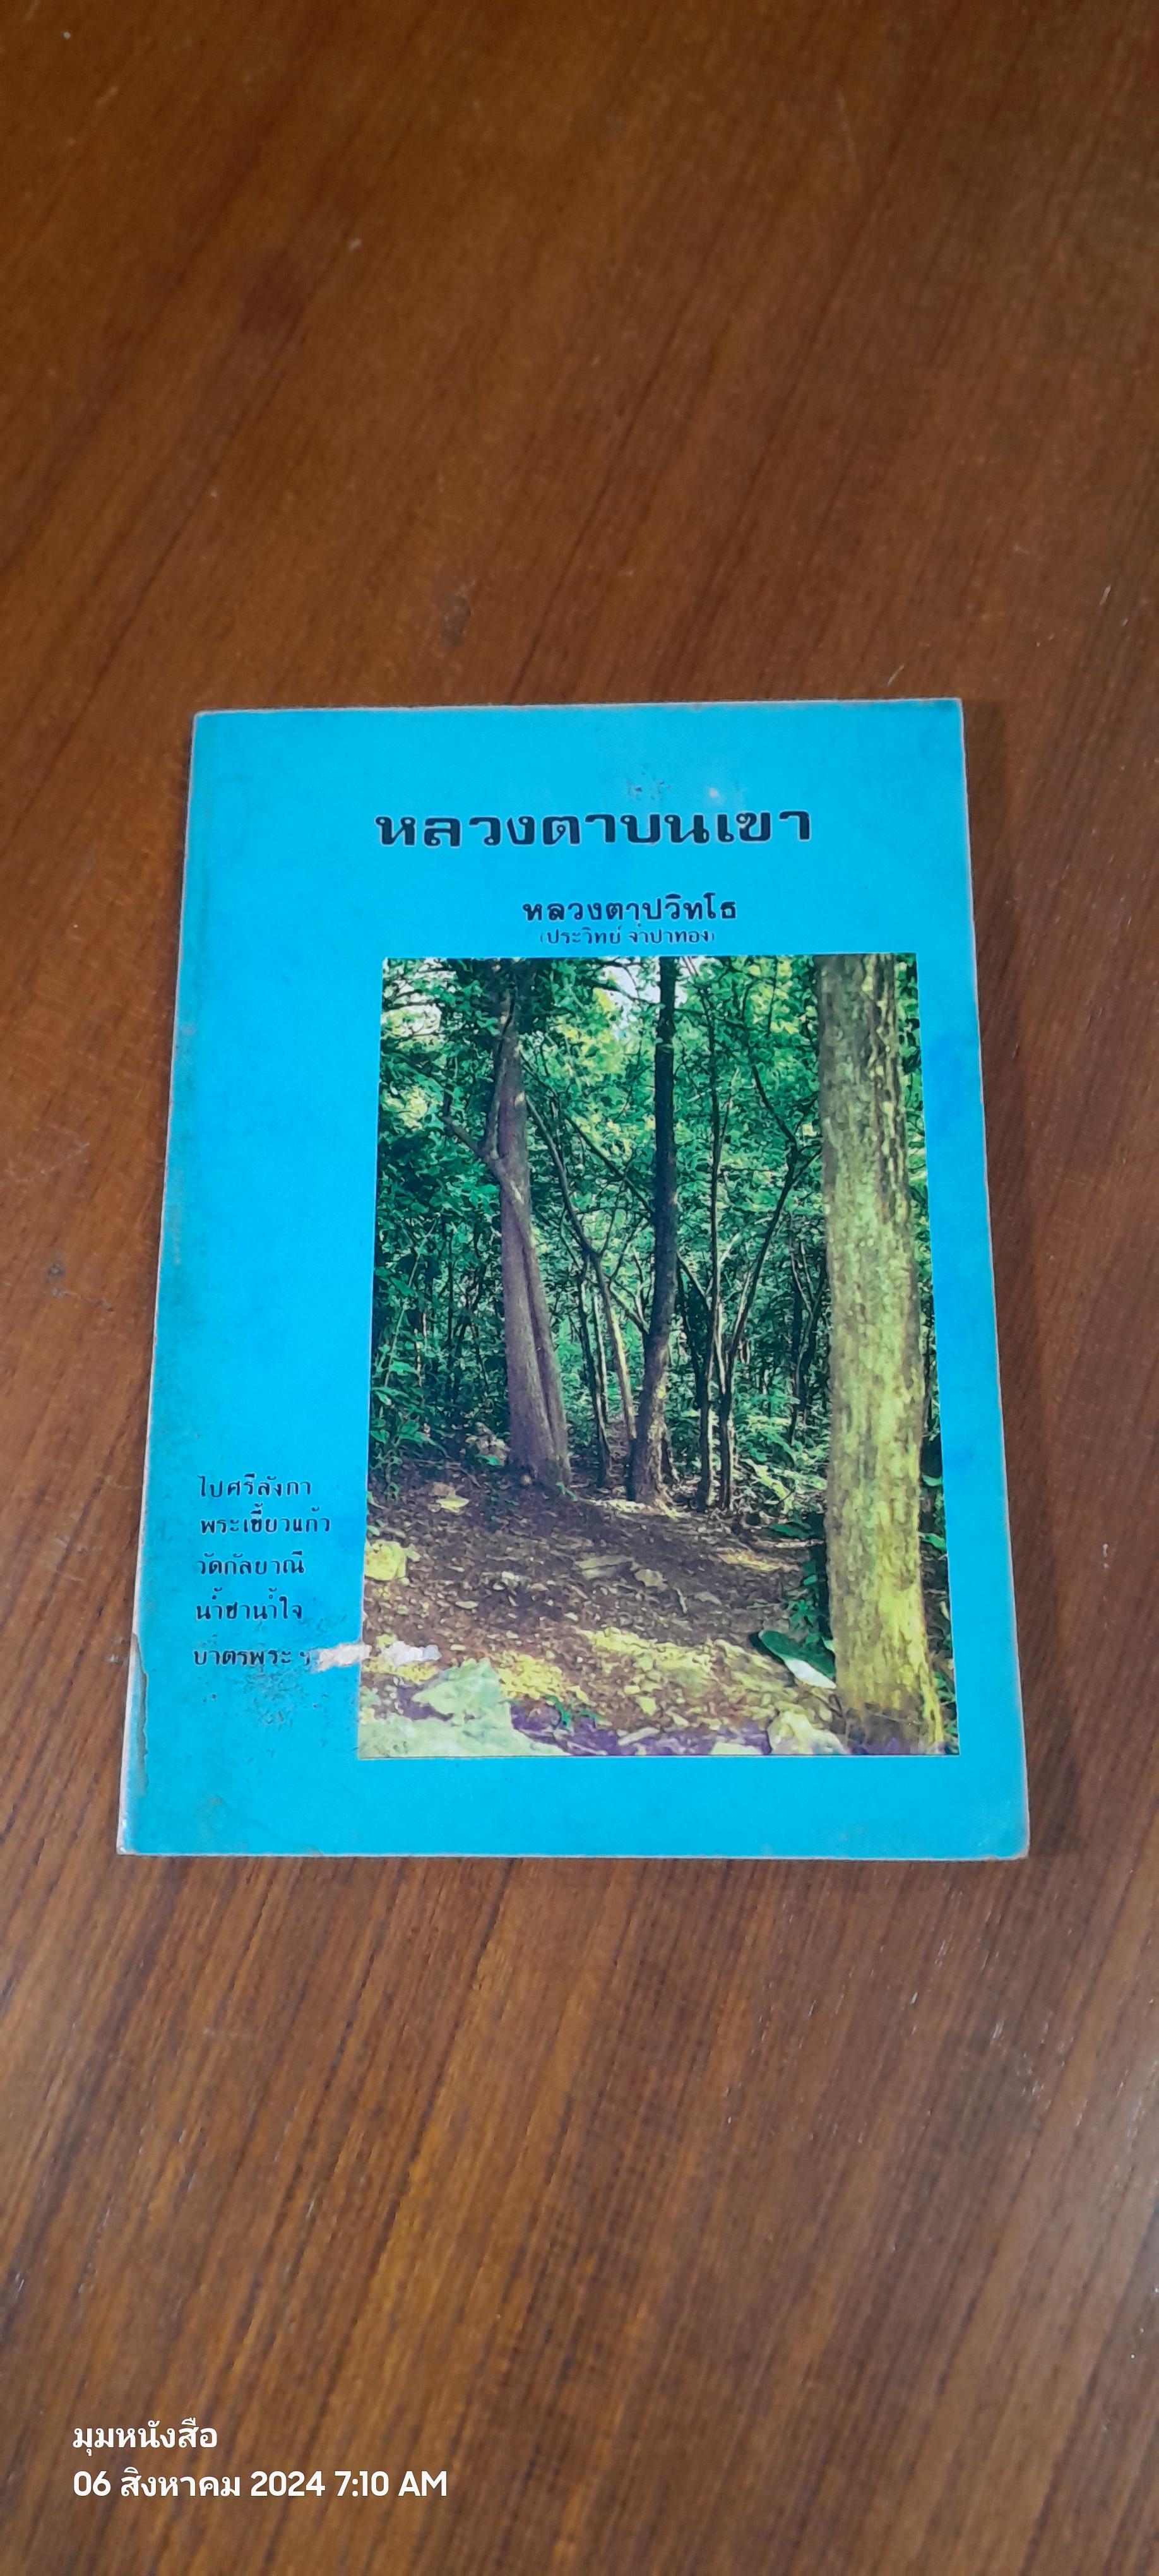 หลวงตาบนเขา
หลวงตาปวิทโธ
(ประวิทย์ จำปาทอง)
ไปศรีลังกา
พระเขี้ยวแก้ว
วัดกัลยาณี
น้ำชาน้ำใจ
บาตรพระ
มุมหนังสือ
06 สิงหาคม 2024 7:10 AM